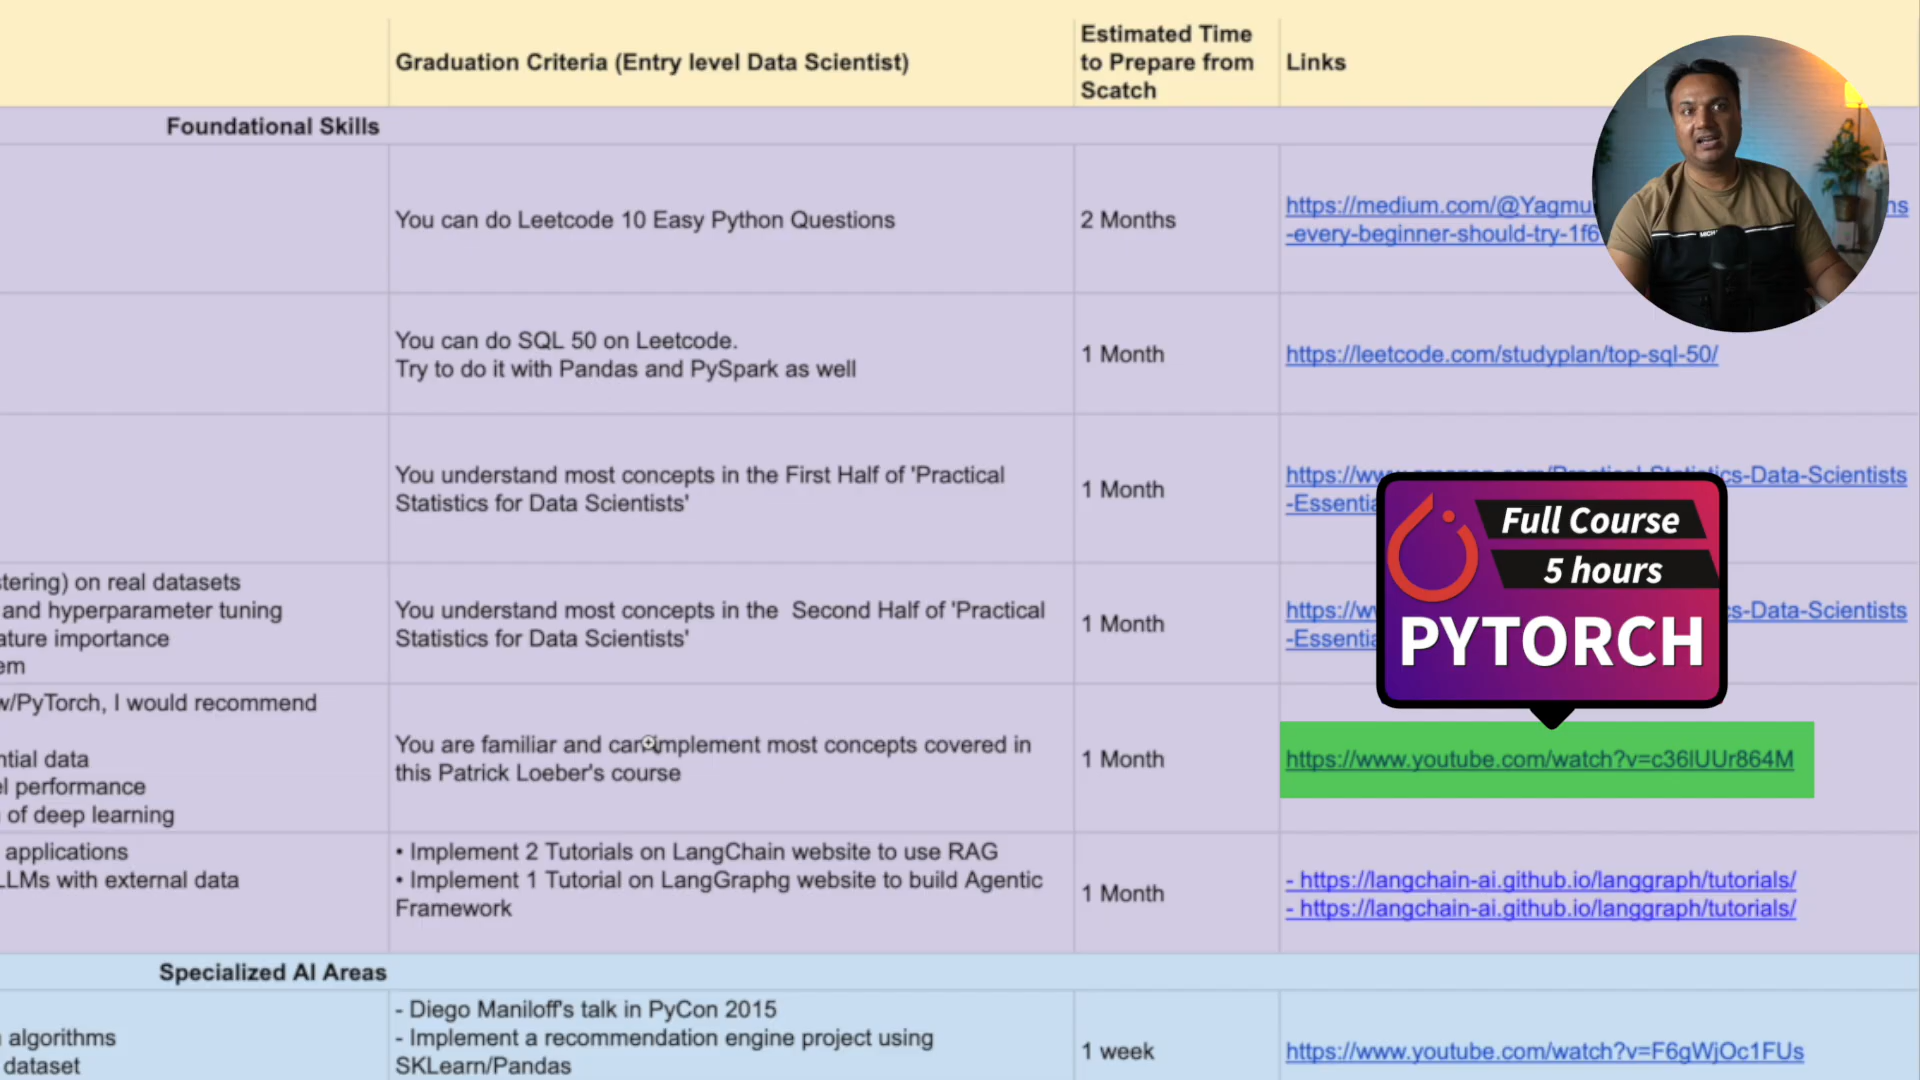 Graduation Criteria (Entry level Data Scientist)
Estimated Time
to Prepare from
Scatch
Links
Foundational Skills
You can do Leetcode 10 Easy Python Questions
2 Months
https://medium.com/@Yagmu
-every-beginner-should-try-1f6
You can do SQL 50 on Leetcode.
Try to do it with Pandas and PySpark as well
1 Month
https://leetcode.com/studyplan/top-sql-50/
You understand most concepts in the First Half of 'Practical
Statistics for Data Scientists'
1 Month
cs-Data-Scientists
-Essentia
Full Course
5 hours
PYTORCH
stering) on real datasets
and hyperparameter tuning
ature importance
em
You understand most concepts in the  Second Half of 'Practical
Statistics for Data Scientists'
1 Month
https://w
cs-Data-Scientists
-Essentia
w/PyTorch, I would recommend
ntial data
el performance
of deep learning
You are familiar and can implement most concepts covered in
this Patrick Loeber's course
1 Month
https://www.youtube.com/watch?v=c36lUUr864M
applications
LLMs with external data
• Implement 2 Tutorials on LangChain website to use RAG
• Implement 1 Tutorial on LangGraphg website to build Agentic
Framework
1 Month
- https://langchain-ai.github.io/langgraph/tutorials/
- https://langchain-ai.github.io/langgraph/tutorials/
Specialized AI Areas
algorithms
dataset
- Diego Maniloff's talk in PyCon 2015
- Implement a recommendation engine project using
SKLearn/Pandas
1 week
https://www.youtube.com/watch?v=F6gWjOc1FUs